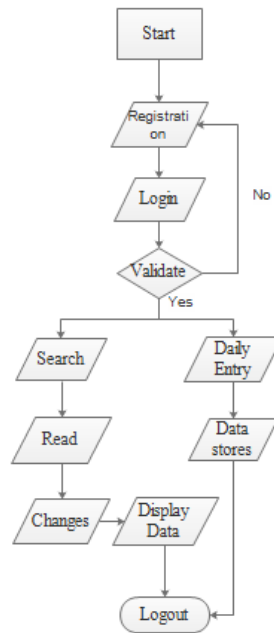 Start
Registrati
on
No
Login
Validate
Yes
Search
Daily
Entry
Read
Data
stores
Changes
Display
Data
Logout